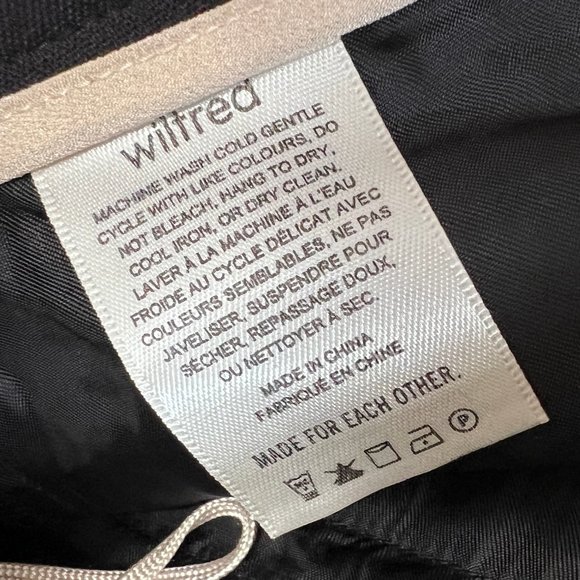 wilfred
MACHINE WASH COLD GENTLE
CYCLE WITH LIKE COLOURS, DO
NOT BLEACH, HANG TO DRY,
COOL IRON, OR DRY CLEAN.
LAVER À LA MACHINE À L'EAU
FROIDE AU CYCLE DÉLICAT AVEC
COULEURS SEMBLABLES, NE PAS
JAVELISER, SUSPENDRE POUR
SÉCHER, REPASSAGE DOUX,
OU NETTOYER À SEC.
MADE IN CHINA
FABRIQUÉ EN CHINE
MADE FOR EACH OTHER.
P